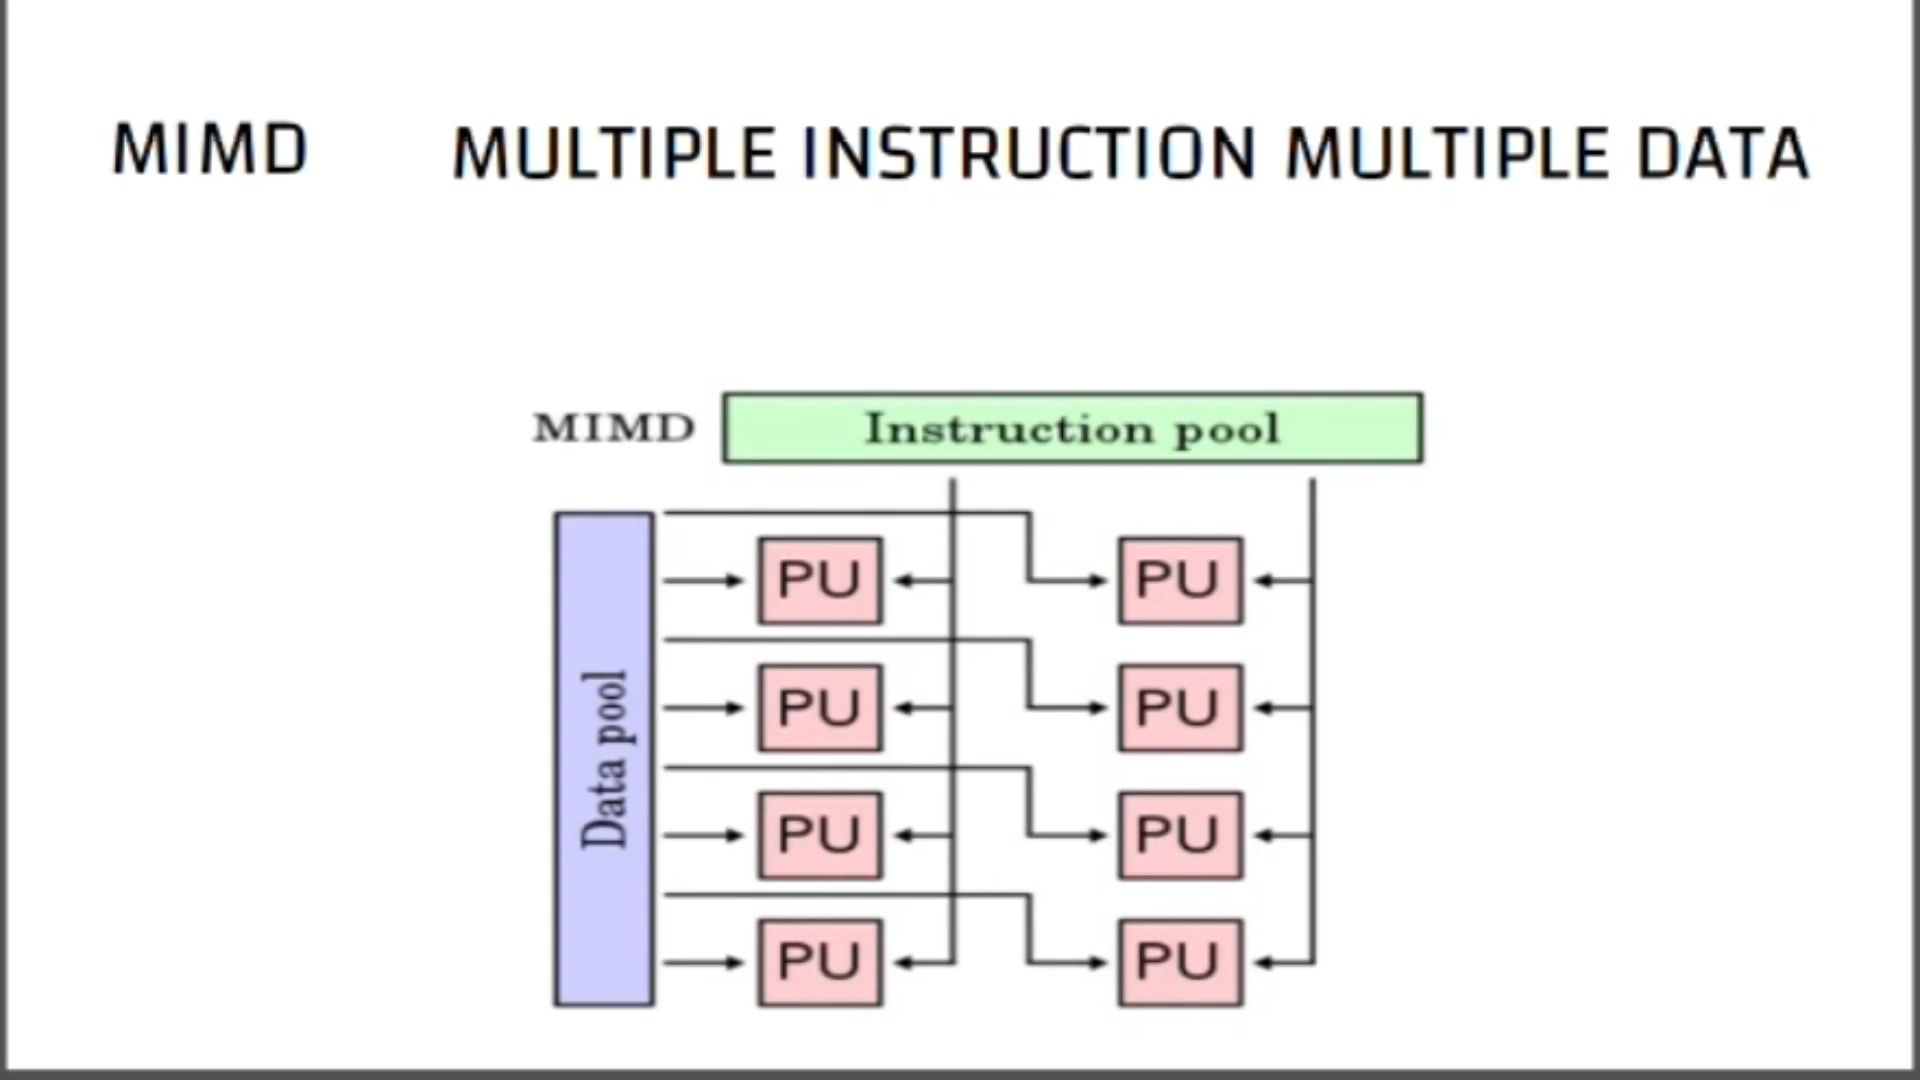 MIMD MULTIPLE INSTRUCTION MULTIPLE DATA
MIMD Instruction pool
Data pool
PU PU
PU PU
PU PU
PU PU